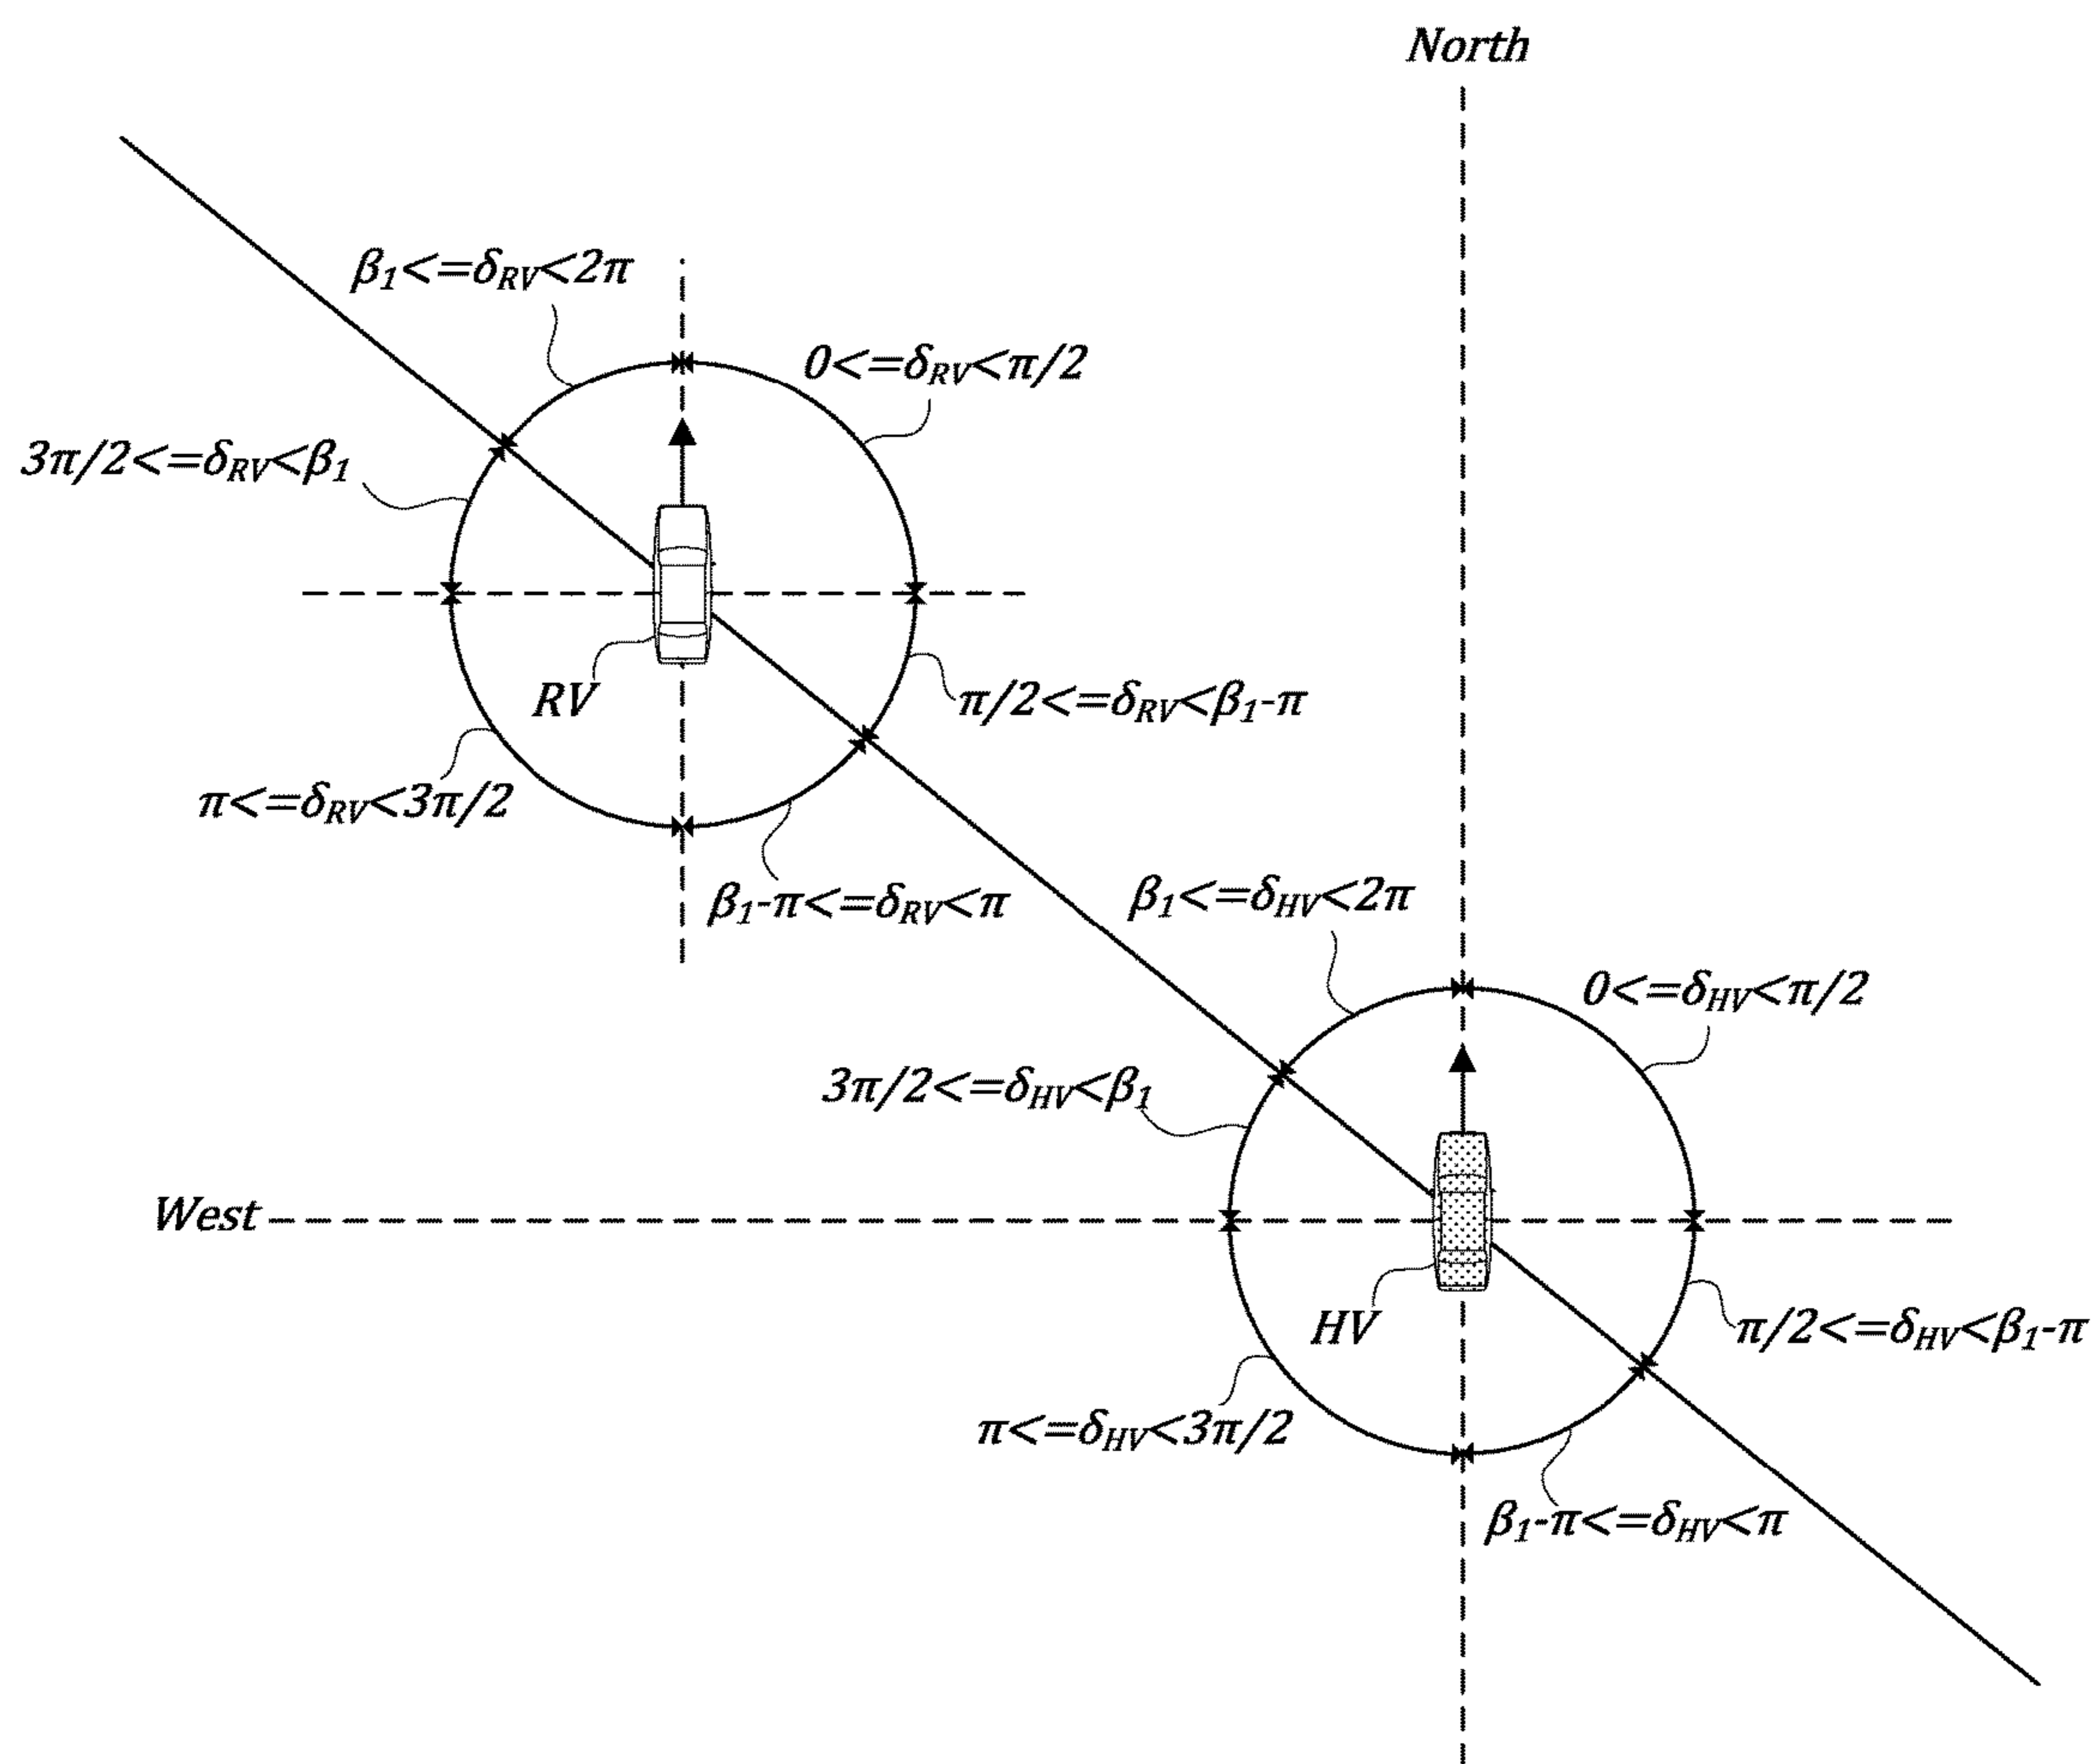 North
β₁<=δRV<2π
0<=δRV<π/2
3π/2<=δRV<β₁
RV
π/2<=δRV<β₁-π
π<=δRV<3π/2
β₁-π<=δRV<π
β₁<=δHV<2π
0<=δHV<π/2
3π/2<=δHV<β₁
West
HV
π/2<=δHV<β₁-π
π<=δHV<3π/2
β₁-π<=δHV<π